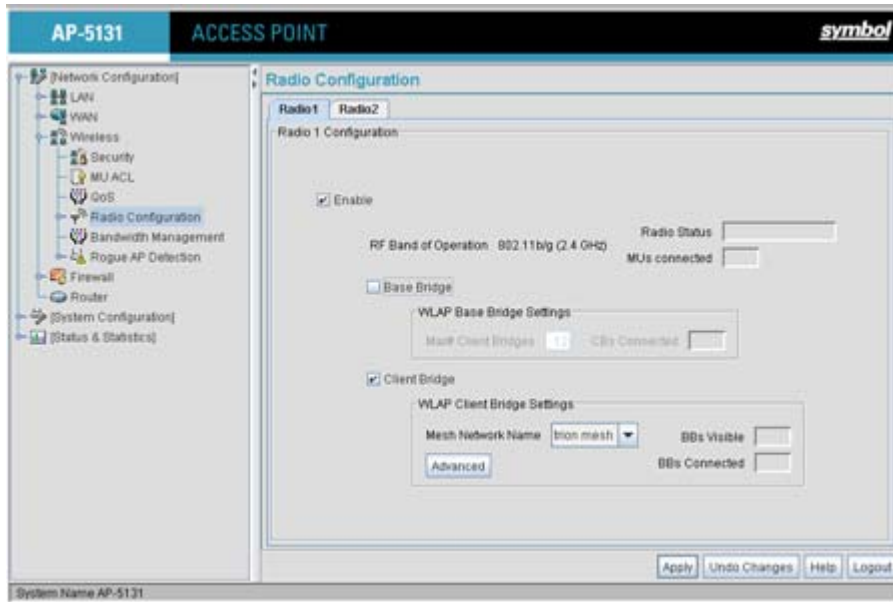 AP-5131 ACCESS POINT symbol
[Network Configuration]
LAN
WAN
Wireless
Security
MU ACL
QoS
Radio Configuration
Bandwidth Management
Rogue AP Detection
Firewall
Router
[System Configuration]
[Status & Statistics]
Radio Configuration
Radio1 Radio2
Radio 1 Configuration
Enable
RF Band of Operation 802.11b/g (2.4 GHz)
Radio Status
MUs connected
Base Bridge
WLAP Base Bridge Settings
Max# Client Bridges 12 CBs Connected
Client Bridge
WLAP Client Bridge Settings
Mesh Network Name trion mesh BBs Visible
Advanced BBs Connected
Apply Undo Changes Help Logout
System Name AP-5131